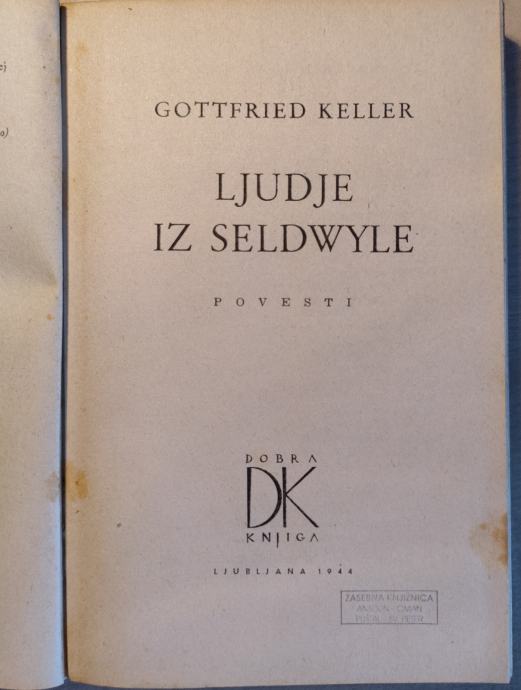 GOTTFRIED KELLER
LJUDJE
IZ SELDWYLE
POVESTI
DOBRA
DK
KNJIGA
LJUBLJANA 1944
ZASEBNA KNJIŽNICA